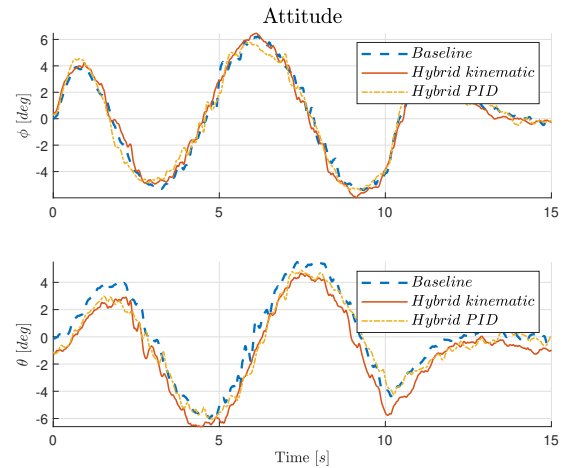 Attitude
6
4
2
0
-2
-4
ϕ [deg]
Baseline
Hybrid kinematic
Hybrid PID
0
5
10
15
4
2
0
-2
-4
-6
θ [deg]
Baseline
Hybrid kinematic
Hybrid PID
0
5
10
15
Time [s]